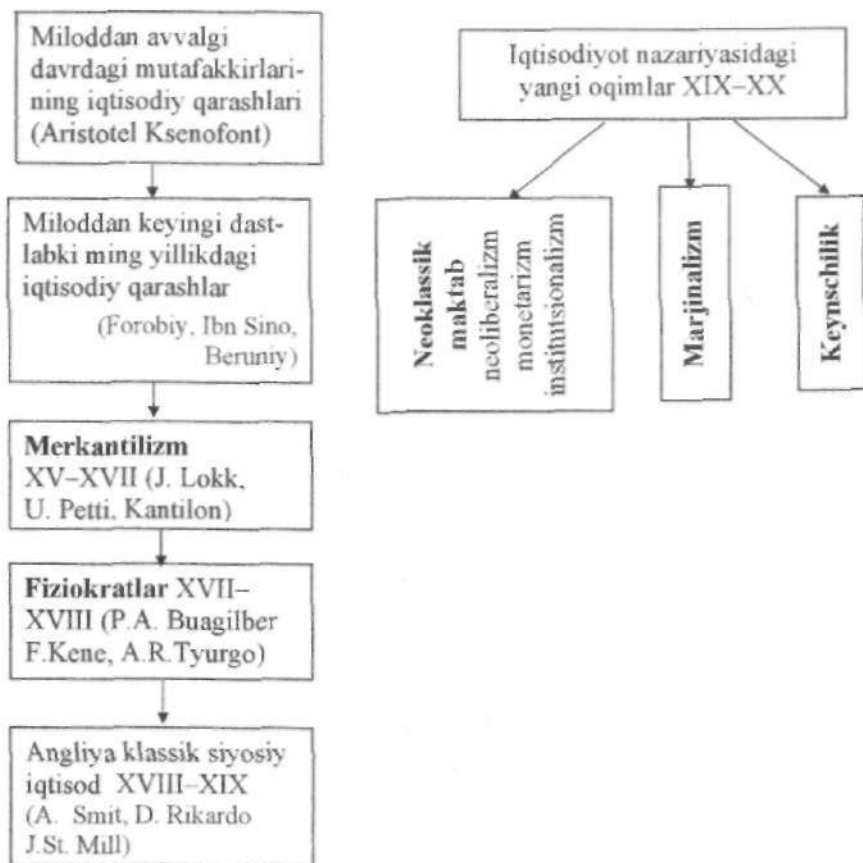 Miloddan avvalgi
davrdagi mutafakkirlari-
ning iqtisodiy qarashlari
(Aristotel Ksenofont)
Miloddan keyingi dast-
labki ming yillikdagi
iqtisodiy qarashlar
(Forobiy, Ibn Sino,
Beruniy)
Merkantilizm
XV–XVII (J. Lokk,
U. Petti, Kantilon)
Fiziokratlar XVII–
XVIII (P.A. Buagilber
F.Kene, A.R.Tyurgo)
Angliya klassik siyosiy
iqtisod XVIII–XIX
(A. Smit, D. Rikardo
J.St. Mill)
Iqtisodiyot nazariyasidagi
yangi oqimlar XIX–XX
Neoklassik
maktab
neoliberalizm
monetarizm
institutsionalizm
Marjinalizm
Keynschilik